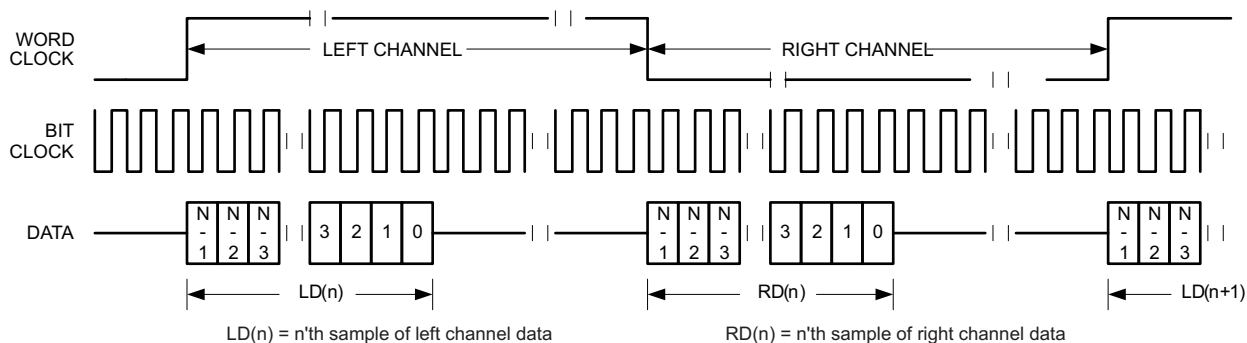 WORD
CLOCK
LEFT CHANNEL
RIGHT CHANNEL
BIT
CLOCK
DATA
N
-
1
N
-
2
N
-
3
3
2
1
0
N
-
1
N
-
2
N
-
3
3
2
1
0
N
-
1
N
-
2
N
-
3
LD(n)
RD(n)
LD(n+1)
LD(n) = n'th sample of left channel data
RD(n) = n'th sample of right channel data